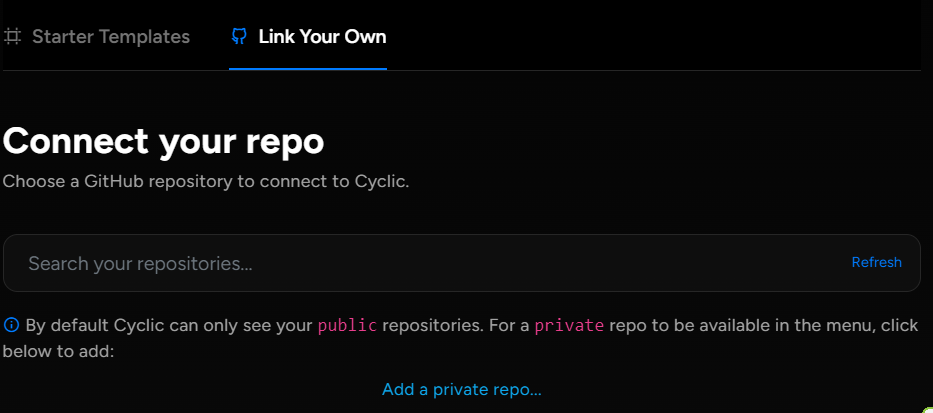 Starter Templates
Link Your Own
Connect your repo
Choose a GitHub repository to connect to Cyclic.
Search your repositories...
Refresh
By default Cyclic can only see your public repositories. For a private repo to be available in the menu, click
below to add:
Add a private repo...